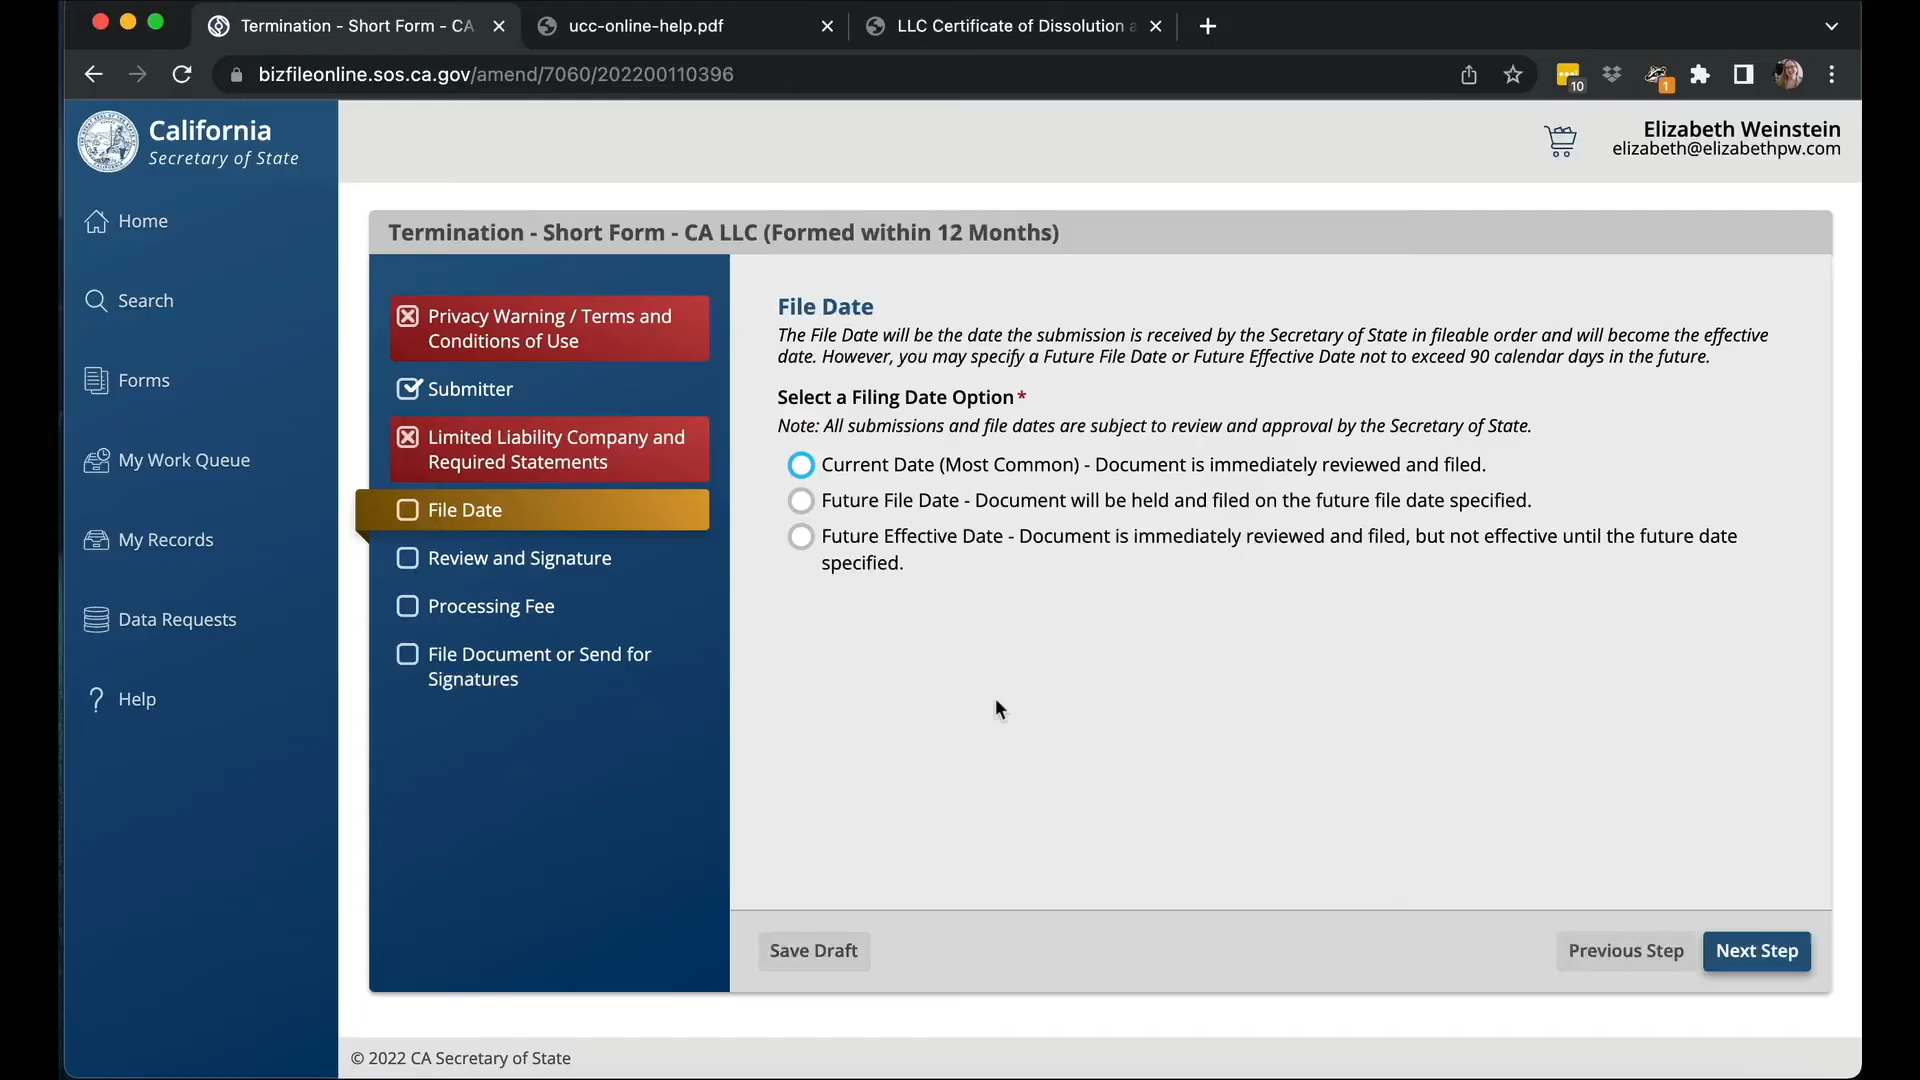 Termination - Short Form - CA
ucc-online-help.pdf
LLC Certificate of Dissolution a
bizfileonline.sos.ca.gov/amend/7060/202200110396
10
1
California
Secretary of State
Elizabeth Weinstein
elizabeth@elizabethpw.com
Home
Search
Forms
My Work Queue
My Records
Data Requests
Help
Termination - Short Form - CA LLC (Formed within 12 Months)
Privacy Warning / Terms and
Conditions of Use
Submitter
Limited Liability Company and
Required Statements
File Date
Review and Signature
Processing Fee
File Document or Send for
Signatures
File Date
The File Date will be the date the submission is received by the Secretary of State in fileable order and will become the effective
date. However, you may specify a Future File Date or Future Effective Date not to exceed 90 calendar days in the future.
Select a Filing Date Option*
Note: All submissions and file dates are subject to review and approval by the Secretary of State.
Current Date (Most Common) - Document is immediately reviewed and filed.
Future File Date - Document will be held and filed on the future file date specified.
Future Effective Date - Document is immediately reviewed and filed, but not effective until the future date
specified.
Save Draft
Previous Step
Next Step
© 2022 CA Secretary of State